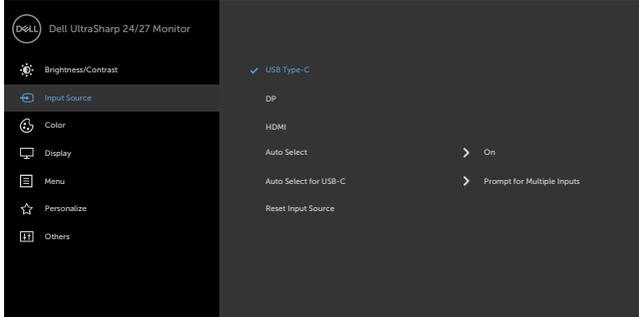 DELL
Dell UltraSharp 24/27 Monitor
Brightness/Contrast
USB Type-C
Input Source
DP
Color
HDMI
Display
Auto Select On
Menu
Auto Select for USB-C Prompt for Multiple Inputs
Personalize
Reset Input Source
Others